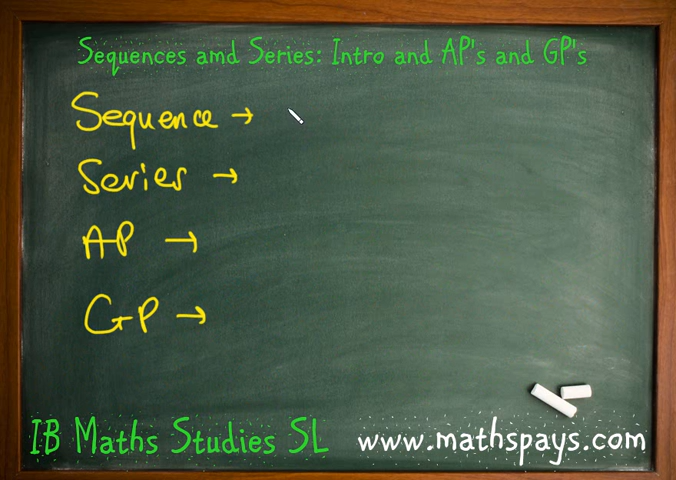 Sequences amd Series: Intro and AP's and GP's
Sequence →
Series →
AP →
GP →
IB Maths Studies SL www.mathspays.com